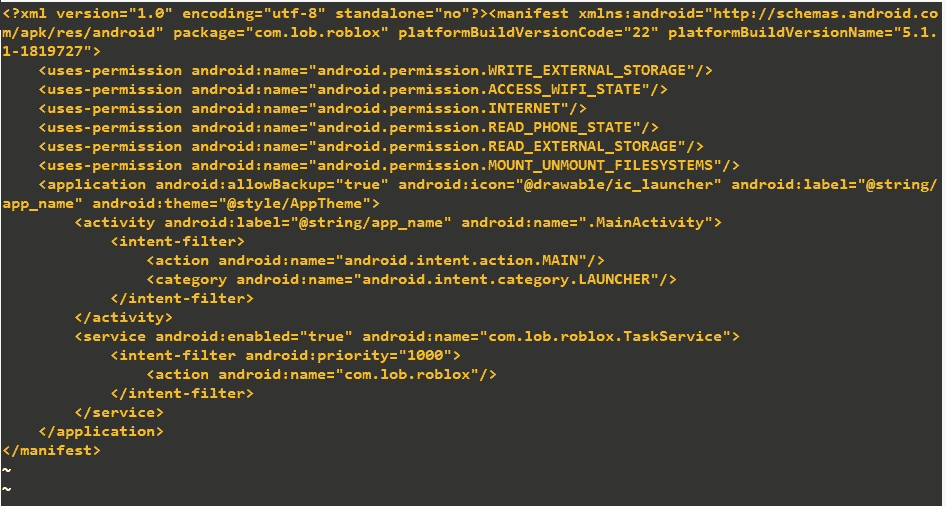 <?xml version="1.0" encoding="utf-8" standalone="no"?><manifest xmlns:android="http://schemas.android.co
m/apk/res/android" package="com.lob.roblox" platformBuildVersionCode="22" platformBuildVersionName="5.1.
1-1819727">
    <uses-permission android:name="android.permission.WRITE_EXTERNAL_STORAGE"/>
    <uses-permission android:name="android.permission.ACCESS_WIFI_STATE"/>
    <uses-permission android:name="android.permission.INTERNET"/>
    <uses-permission android:name="android.permission.READ_PHONE_STATE"/>
    <uses-permission android:name="android.permission.READ_EXTERNAL_STORAGE"/>
    <uses-permission android:name="android.permission.MOUNT_UNMOUNT_FILESYSTEMS"/>
    <application android:allowBackup="true" android:icon="@drawable/ic_launcher" android:label="@string/
app_name" android:theme="@style/AppTheme">
        <activity android:label="@string/app_name" android:name=".MainActivity">
            <intent-filter>
                <action android:name="android.intent.action.MAIN"/>
                <category android:name="android.intent.category.LAUNCHER"/>
            </intent-filter>
        </activity>
        <service android:enabled="true" android:name="com.lob.roblox.TaskService">
            <intent-filter android:priority="1000">
                <action android:name="com.lob.roblox"/>
            </intent-filter>
        </service>
    </application>
</manifest>
~
~